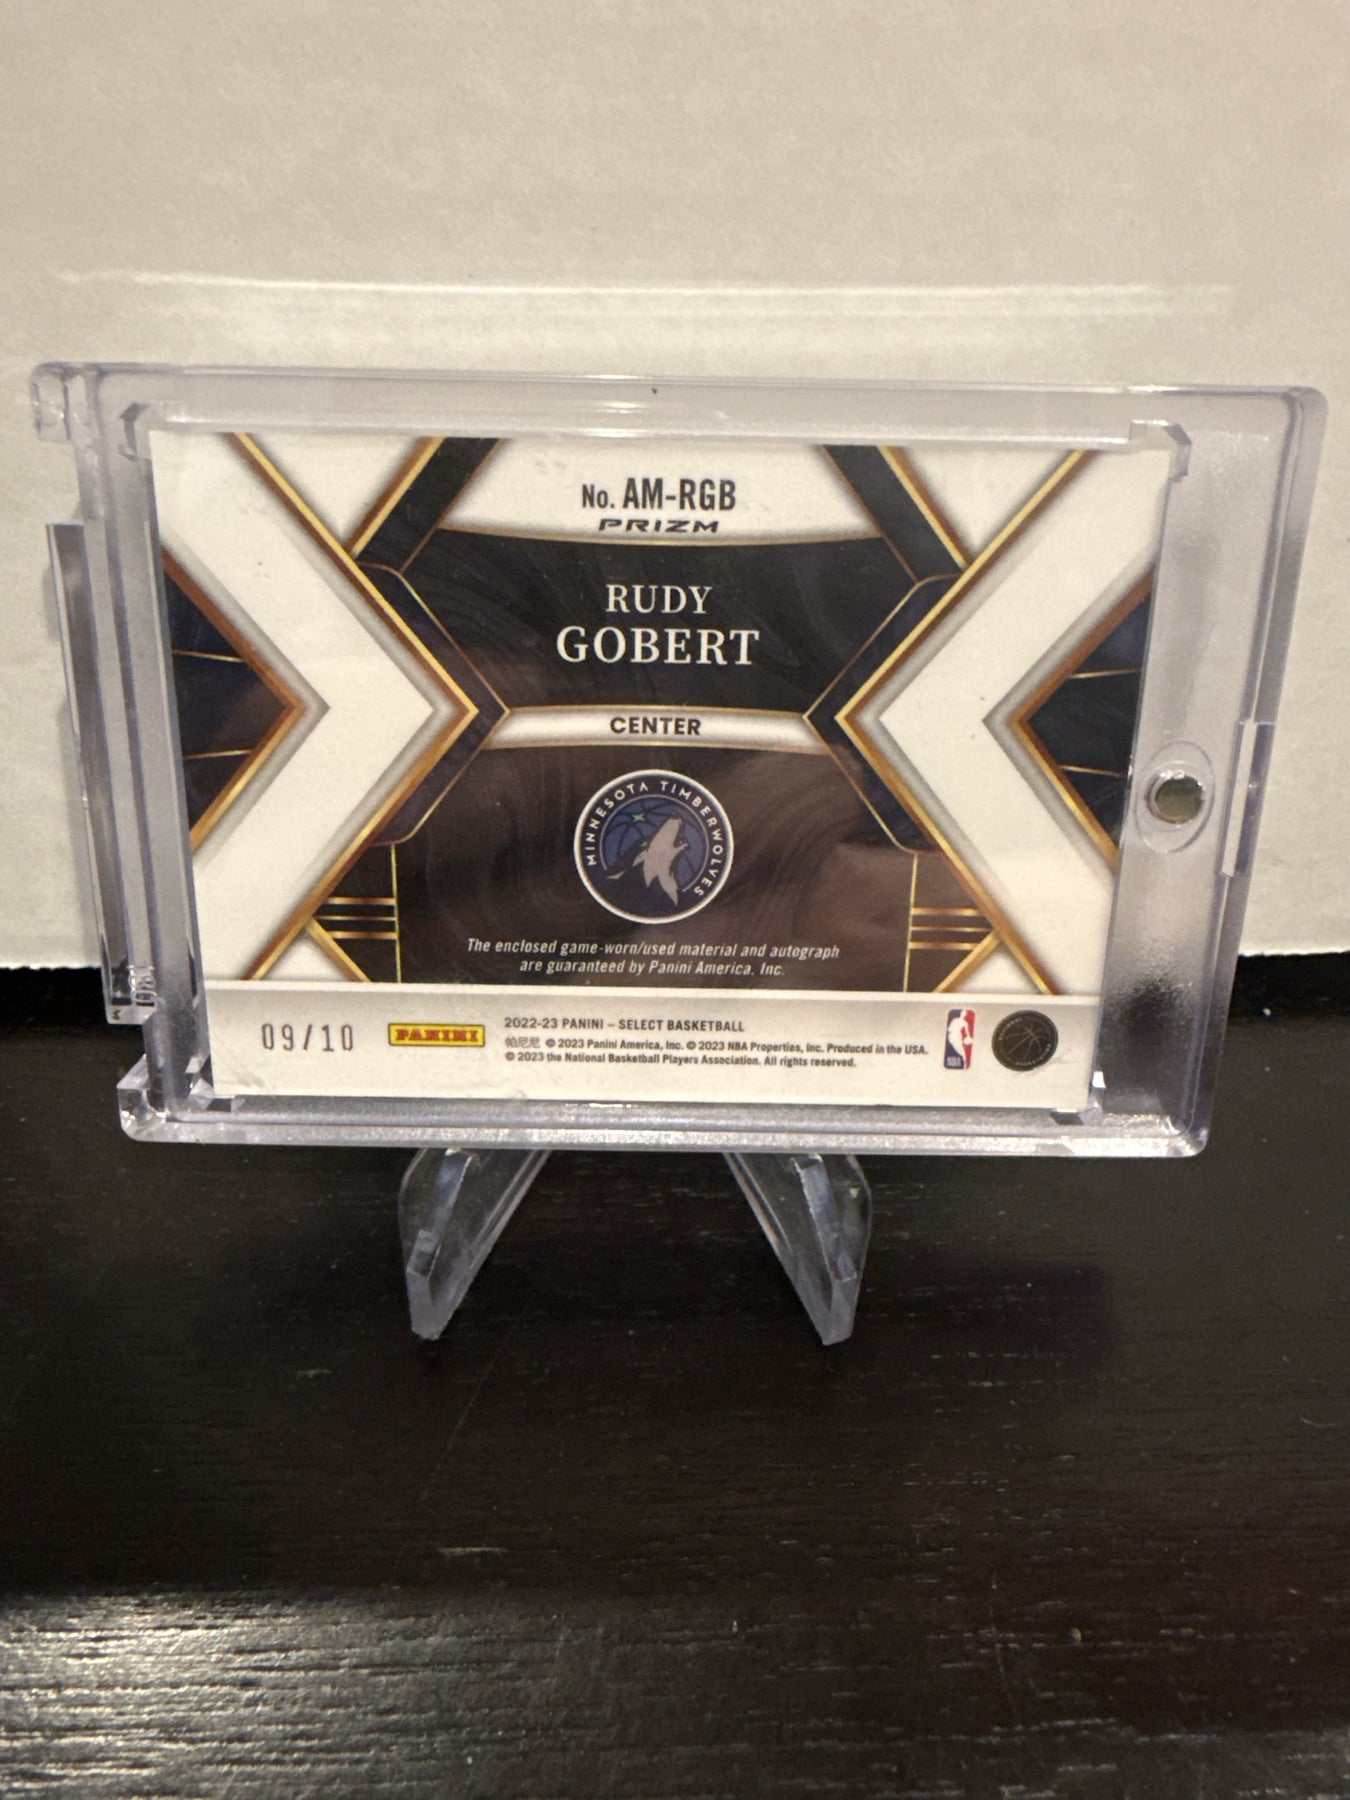 No. AM-RGB
PRIZM
RUDY
GOBERT
CENTER
MINNESOTA TIMBERWOLVES
The enclosed game-worn/used material and autograph
are guaranteed by Panini America, Inc.
09/10
PANINI
2022-23 PANINI – SELECT BASKETBALL
帕尼尼 © 2023 Panini America, Inc. © 2023 NBA Properties, Inc. Produced in the USA.
© 2023 the National Basketball Players Association. All rights reserved.
NBA